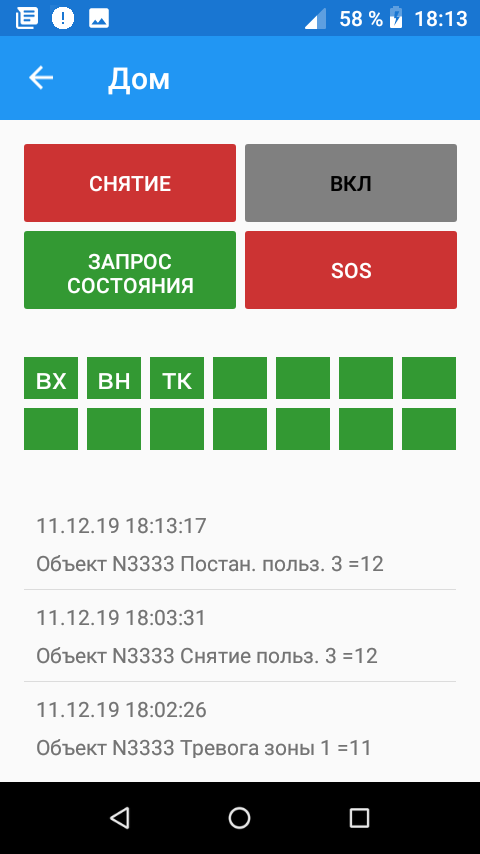 58 % 18:13
Дом
СНЯТИЕ
ВКЛ
ЗАПРОС
СОСТОЯНИЯ
SOS
ВХ ВН ТК
11.12.19 18:13:17
Объект N3333 Постан. польз. 3 =12
11.12.19 18:03:31
Объект N3333 Снятие польз. 3 =12
11.12.19 18:02:26
Объект N3333 Тревога зоны 1 =11